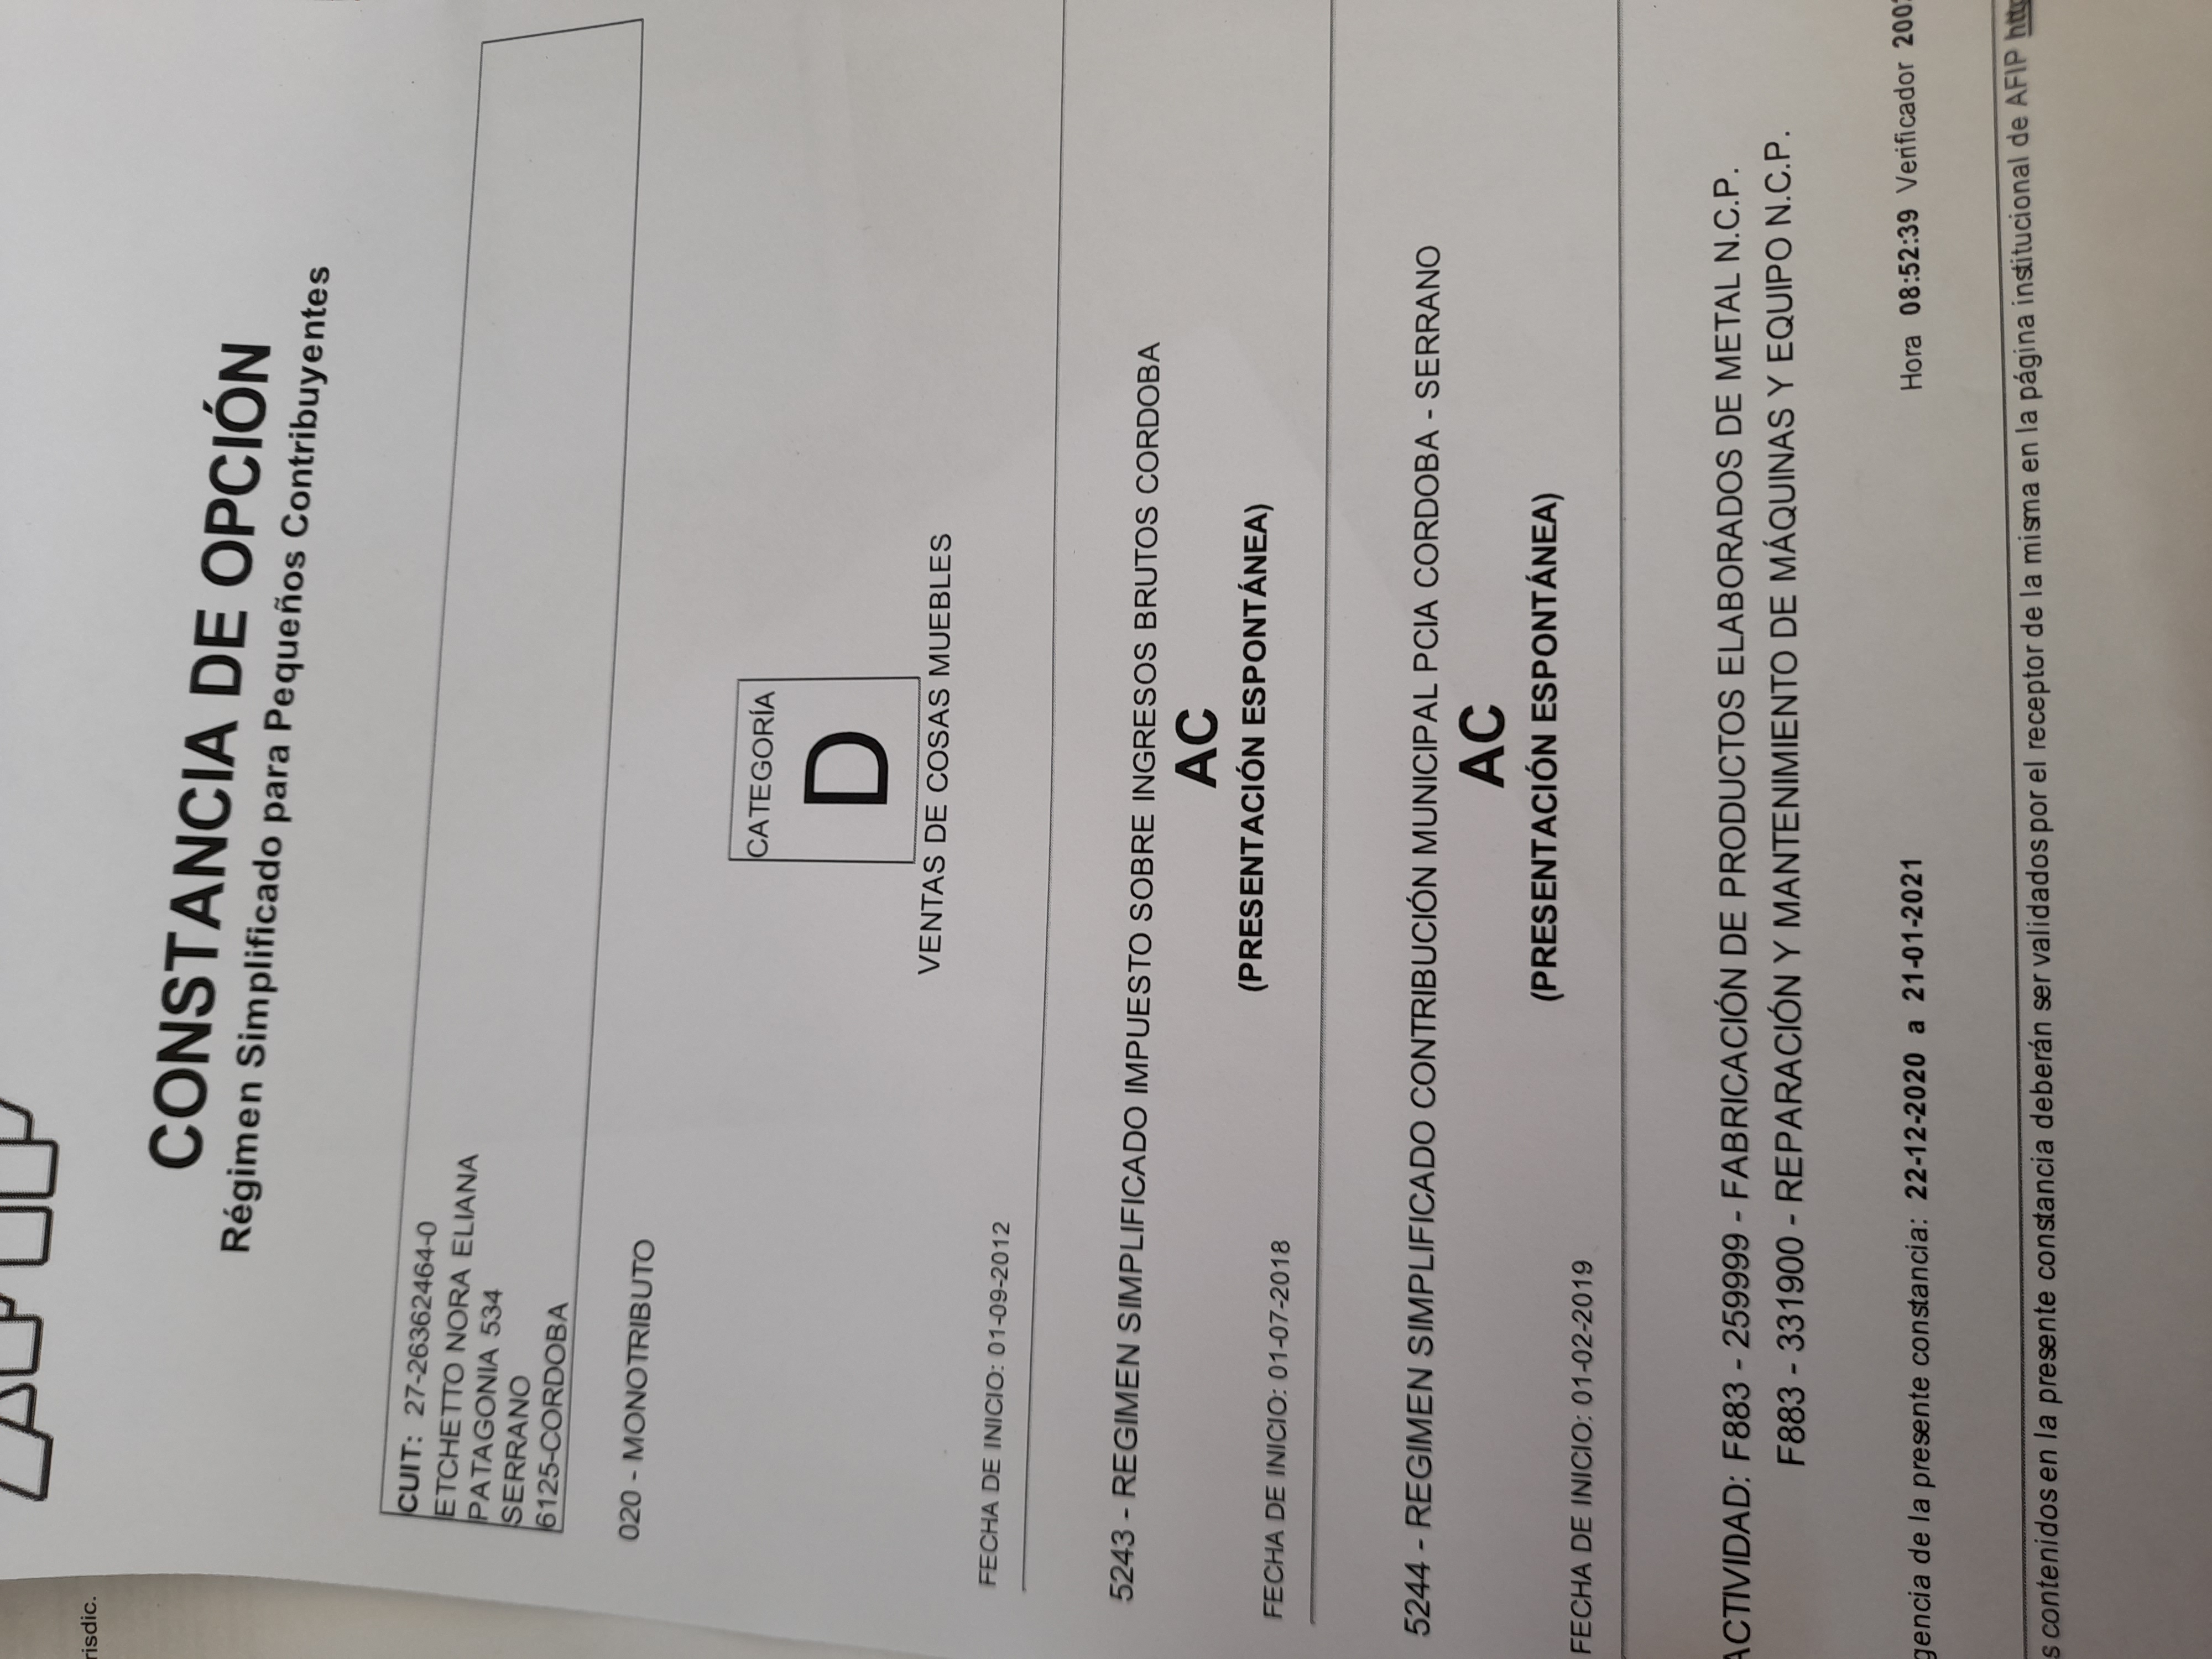 AFIP
risdic.
CONSTANCIA DE OPCIÓN
Régimen Simplificado para Pequeños Contribuyentes
CUIT: 27-26362464-0
ETCHETTO NORA ELIANA
PATAGONIA 534
SERRANO
6125-CORDOBA
020 - MONOTRIBUTO
CATEGORÍA
D
VENTAS DE COSAS MUEBLES
FECHA DE INICIO: 01-09-2012
5243 - REGIMEN SIMPLIFICADO IMPUESTO SOBRE INGRESOS BRUTOS CORDOBA
AC
(PRESENTACIÓN ESPONTÁNEA)
FECHA DE INICIO: 01-07-2018
5244 - REGIMEN SIMPLIFICADO CONTRIBUCIÓN MUNICIPAL PCIA CORDOBA - SERRANO
AC
(PRESENTACIÓN ESPONTÁNEA)
FECHA DE INICIO: 01-02-2019
ACTIVIDAD: F883 - 259999 - FABRICACIÓN DE PRODUCTOS ELABORADOS DE METAL N.C.P.
F883 - 331900 - REPARACIÓN Y MANTENIMIENTO DE MÁQUINAS Y EQUIPO N.C.P.
gencia de la presente constancia: 22-12-2020 a 21-01-2021 Hora 08:52:39 Verificador 200
s contenidos en la presente constancia deberán ser validados por el receptor de la misma en la página institucional de AFIP http